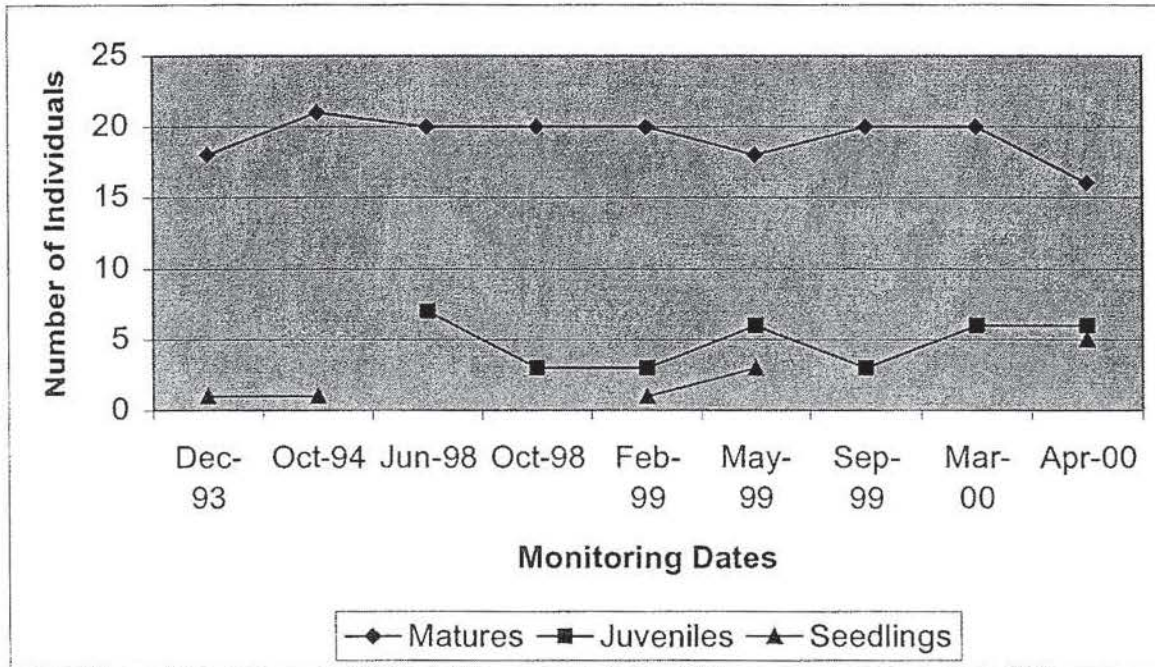 25
20
15
10
5
0
Number of Individuals
Dec-93 Oct-94 Jun-98 Oct-98 Feb-99 May-99 Sep-99 Mar-00 Apr-00
Monitoring Dates
Matures Juveniles Seedlings